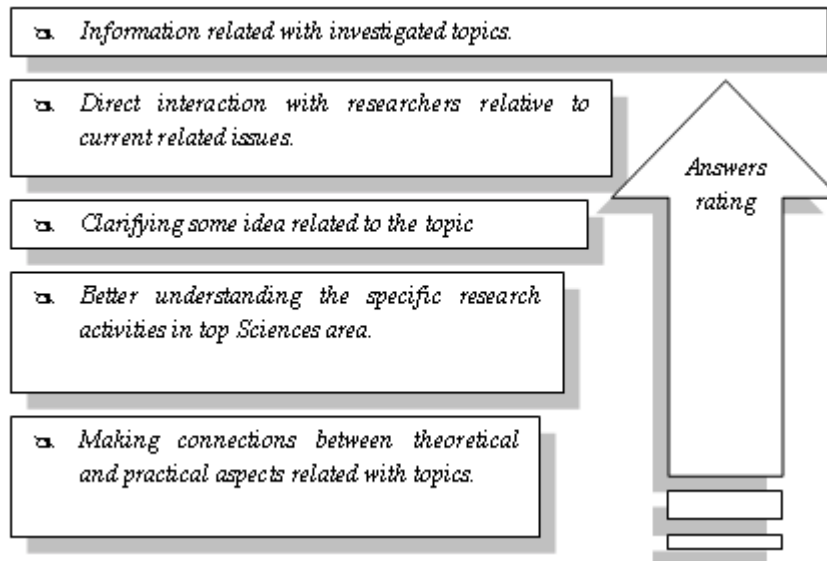 Information related with investigated topics.
Direct interaction with researchers relative to
current related issues.
Answers
rating
Clarifying some idea related to the topic
Better understanding the specific research
activities in top Sciences area.
Making connections between theoretical
and practical aspects related with topics.